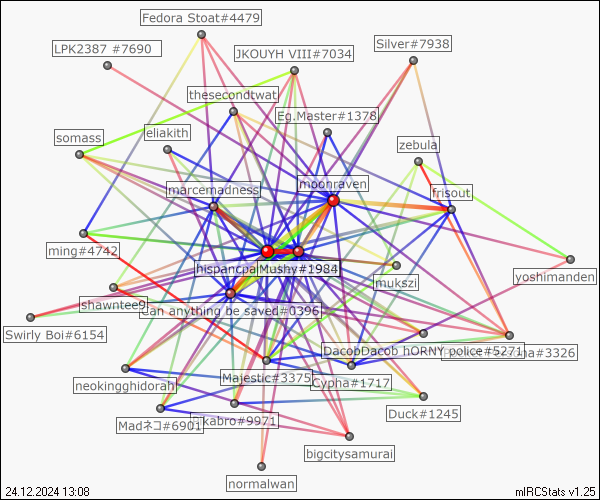 Fedora Stoat#4479
Silver#7938
LPK2387 #7690
JKOUYH VIII#7034
thesecondtwat
Eg.Master#1378
eliakith
somass
zebula
moonraven
marcemadness
frisout
ming#4742
hispancpa
Mushy#1984
mukszi
yoshimanden
shawntee9
Can anything be saved#0396
Swirly Boi#6154
DacobDacob hORNY police#5271
na#3326
Majestic#3375
Cypha#1717
neokingghidorah
Duck#1245
Madネコ#6901
kabro#9971
bigcitysamurai
normalwan
24.12.2024 13:08
mIRCStats v1.25